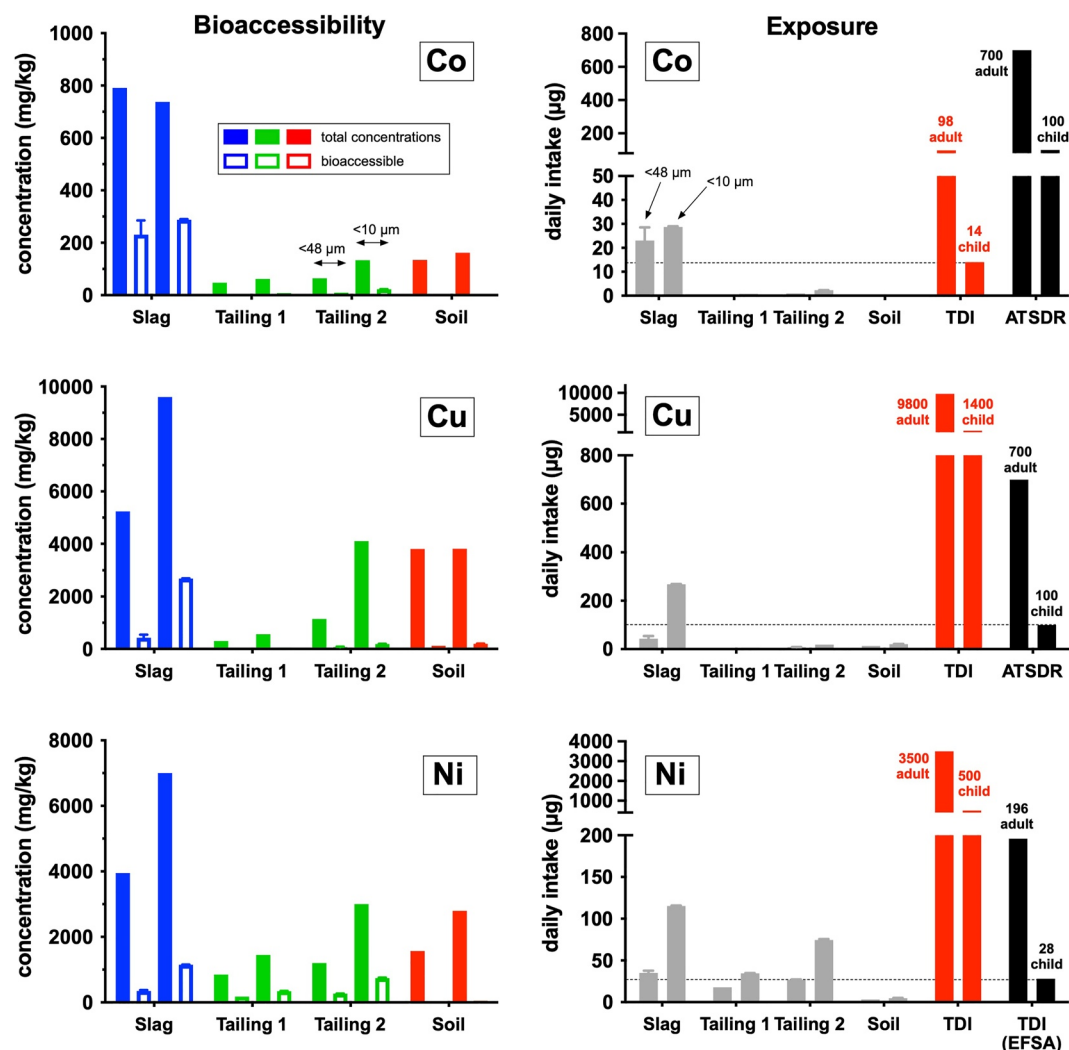 Bioaccessibility
Exposure
Co
concentration (mg/kg)
1000
800
600
400
200
0
total concentrations
bioaccessible
<48 µm
<10 µm
Slag
Tailing 1
Tailing 2
Soil
Co
daily intake (µg)
800
600
400
200
50
40
30
20
10
0
<48 µm
<10 µm
98
adult
14
child
700
adult
100
child
Slag
Tailing 1
Tailing 2
Soil
TDI
ATSDR
Cu
concentration (mg/kg)
10000
8000
6000
4000
2000
0
Slag
Tailing 1
Tailing 2
Soil
Cu
daily intake (µg)
10000
5000
800
600
400
200
0
9800
adult
1400
child
700
adult
100
child
Slag
Tailing 1
Tailing 2
Soil
TDI
ATSDR
Ni
concentration (mg/kg)
8000
6000
4000
2000
0
Slag
Tailing 1
Tailing 2
Soil
Ni
daily intake (µg)
4000
3000
2000
1000
200
150
100
50
0
3500
adult
500
child
196
adult
28
child
Slag
Tailing 1
Tailing 2
Soil
TDI
TDI
(EFSA)